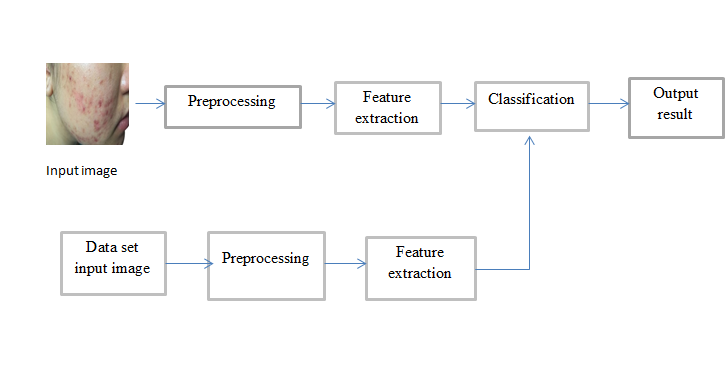 Preprocessing
Feature
extraction
Classification
Output
result
Input image
Data set
input image
Preprocessing
Feature
extraction